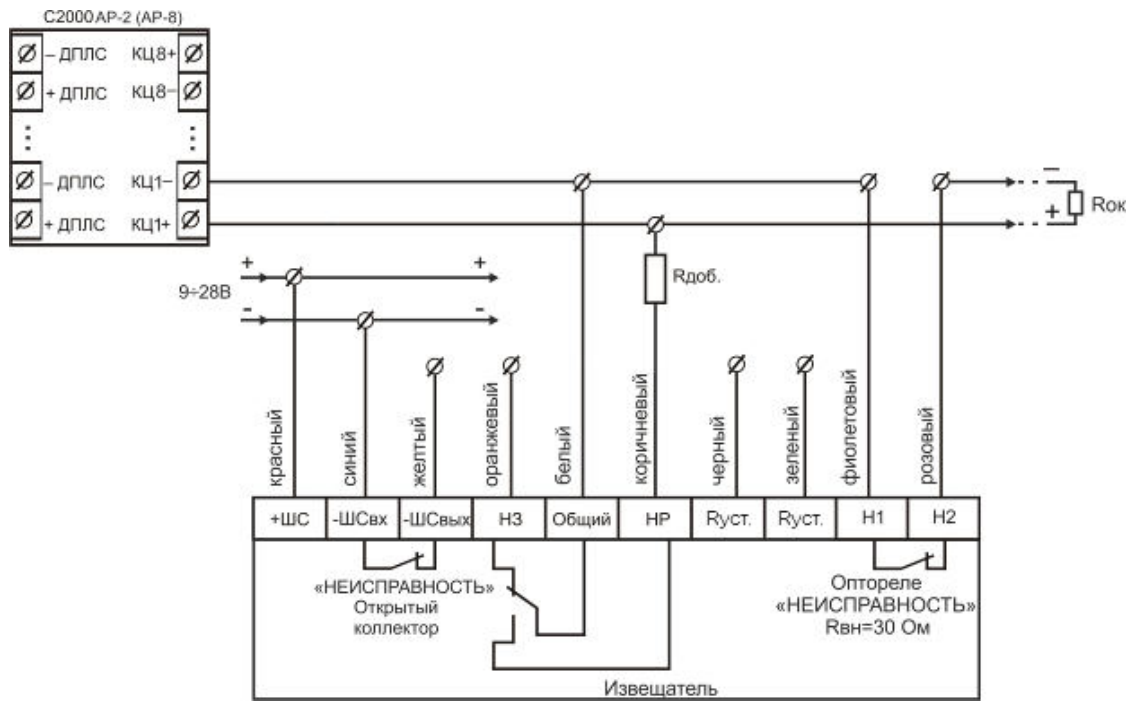 С2000 АР-2 (АР-8)
– ДПЛС КЦ8+
+ ДПЛС КЦ8–
– ДПЛС КЦ1–
+ ДПЛС КЦ1+
–
+
Rок
+ +
9÷28В
- -
Rдоб.
красный
синий
желтый
оранжевый
белый
коричневый
черный
зеленый
фиолетовый
розовый
+ШС -ШСвх -ШСвых НЗ Общий НР Rуст. Rуст. Н1 Н2
«НЕИСПРАВНОСТЬ»
Открытый
коллектор
Оптореле
«НЕИСПРАВНОСТЬ»
Rвн=30 Ом
Извещатель